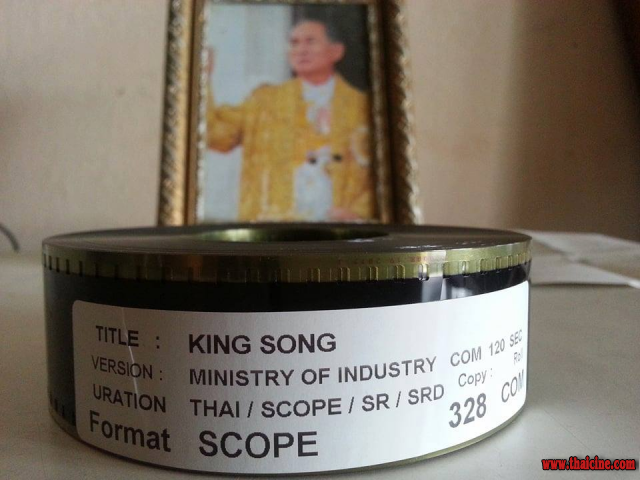 TITLE : KING SONG
VERSION : MINISTRY OF INDUSTRY COM 120 SEC
URATION THAI / SCOPE / SR / SRD Copy : Rol
Format SCOPE 328 COM
www.thaicine.com